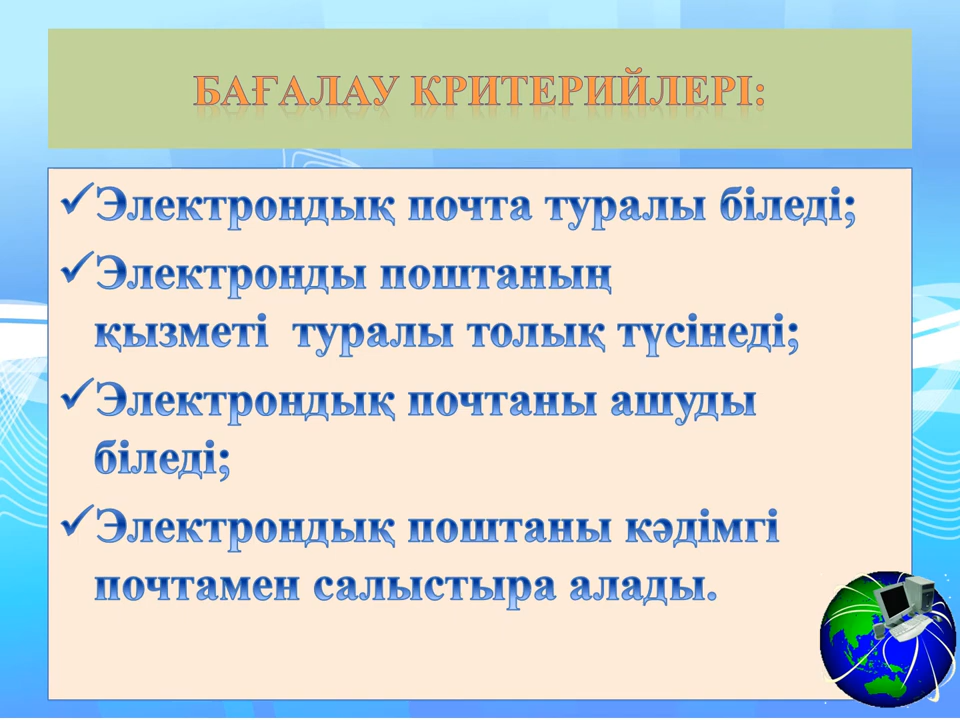 БАҒАЛАУ КРИТЕРИЙЛЕРІ:
Электрондық почта туралы біледі;
Электронды поштаның
қызметі туралы толық түсінеді;
Электрондық почтаны ашуды
біледі;
Электрондық поштаны кәдімгі
почтамен салыстыра алады.